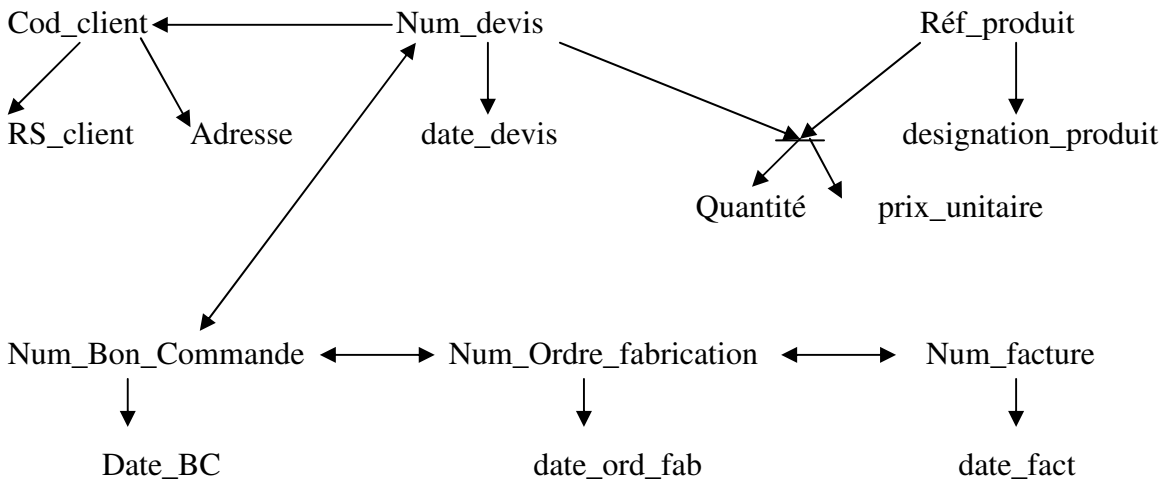 Cod_client Num_devis Réf_produit
RS_client Adresse date_devis designation_produit
Quantité prix_unitaire
Num_Bon_Commande Num_Ordre_fabrication Num_facture
Date_BC date_ord_fab date_fact